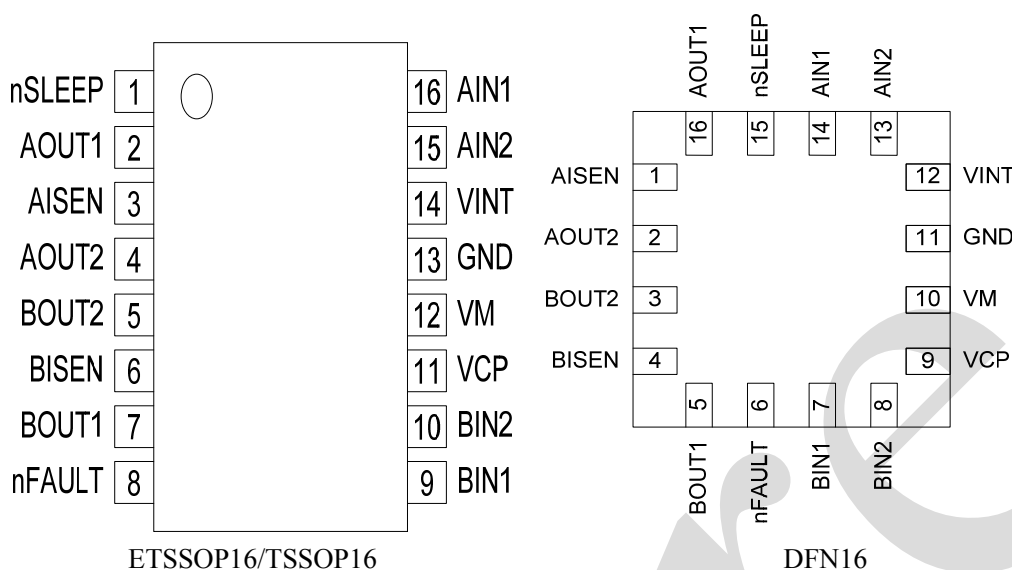 nSLEEP 1 16 AIN1
AOUT1 2 15 AIN2
AISEN 3 14 VINT
AOUT2 4 13 GND
BOUT2 5 12 VM
BISEN 6 11 VCP
BOUT1 7 10 BIN2
nFAULT 8 9 BIN1
ETSSOP16/TSSOP16
AOUT1 nSLEEP AIN1 AIN2
16 15 14 13
AISEN 1 12 VINT
AOUT2 2 11 GND
BOUT2 3 10 VM
BISEN 4 9 VCP
5 6 7 8
BOUT1 nFAULT BIN1 BIN2
DFN16